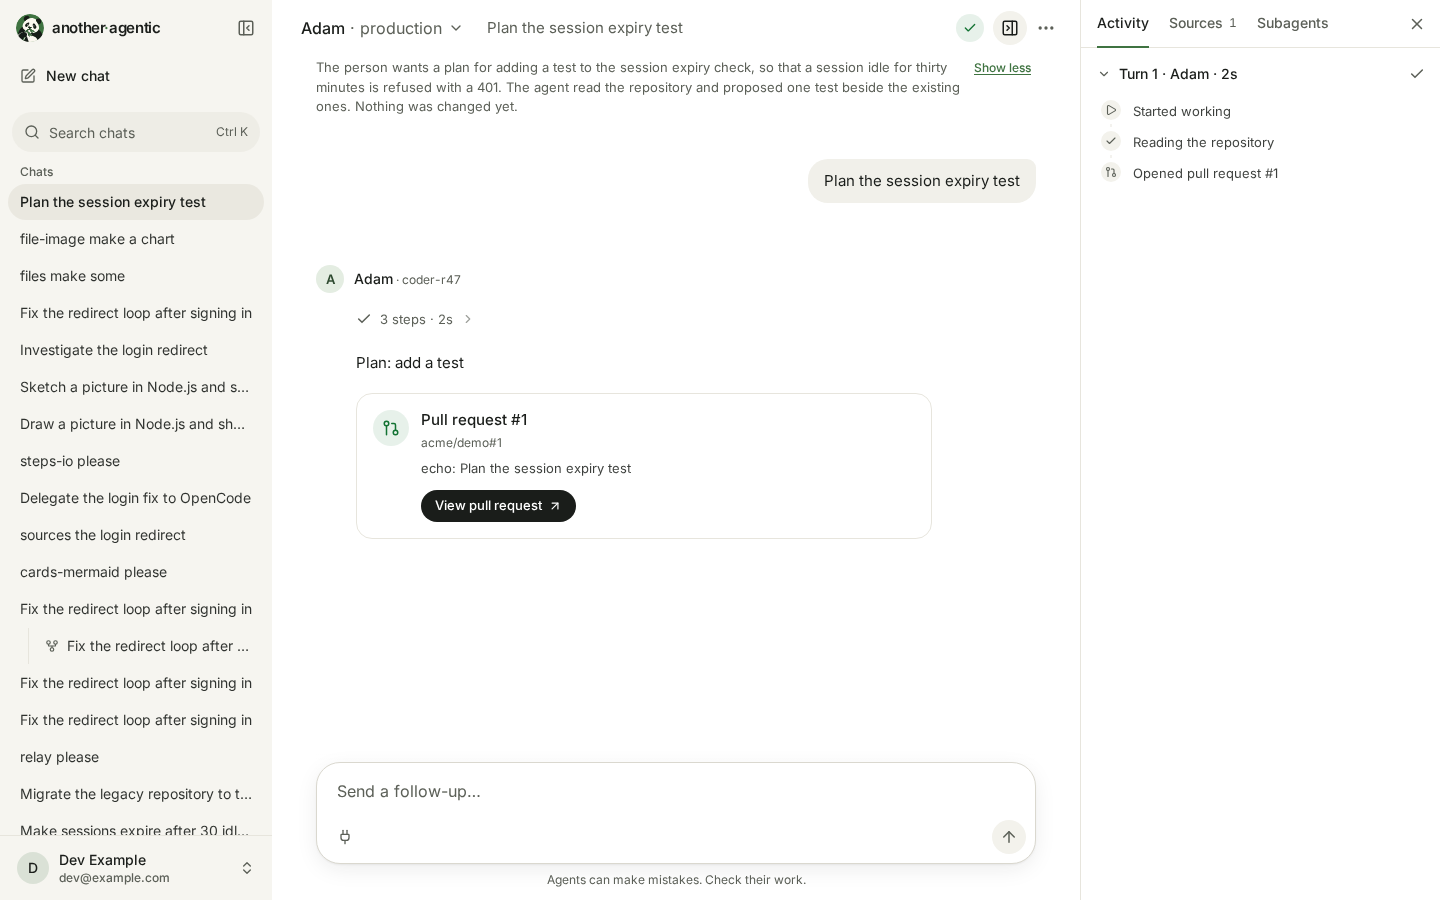 another·agentic
New chat
Search chats
Ctrl K
Chats
Plan the session expiry test
file-image make a chart
files make some
Fix the redirect loop after signing in
Investigate the login redirect
Sketch a picture in Node.js and s...
Draw a picture in Node.js and sh...
steps-io please
Delegate the login fix to OpenCode
sources the login redirect
cards-mermaid please
Fix the redirect loop after signing in
Fix the redirect loop after ...
Fix the redirect loop after signing in
Fix the redirect loop after signing in
relay please
Migrate the legacy repository to t...
Make sessions expire after 30 idl...
D
Dev Example
dev@example.com
Adam · production
Plan the session expiry test
The person wants a plan for adding a test to the session expiry check, so that a session idle for thirty
minutes is refused with a 401. The agent read the repository and proposed one test beside the existing
ones. Nothing was changed yet.
Show less
Plan the session expiry test
A
Adam · coder-r47
3 steps · 2s
Plan: add a test
Pull request #1
acme/demo#1
echo: Plan the session expiry test
View pull request
Send a follow-up...
Agents can make mistakes. Check their work.
Activity
Sources 1
Subagents
Turn 1 · Adam · 2s
Started working
Reading the repository
Opened pull request #1